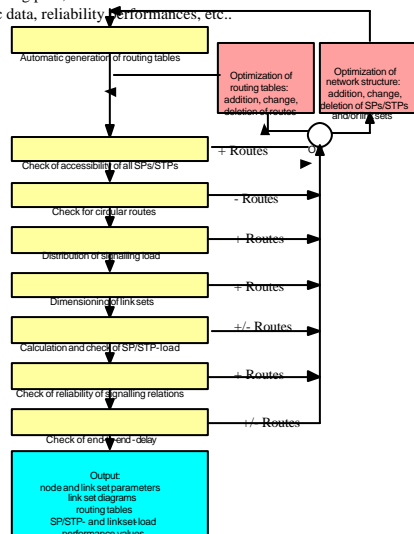 c data, reliability performances, etc..
Automatic generation of routing tables
Optimization of
routing tables:
addition, change,
deletion of routes
Optimization of
network structure:
addition, change,
deletion of SPs/STPs
and/or link sets
Check of accessibility of all SPs/STPs
+ Routes
Check for circular routes
- Routes
Distribution of signalling load
+ Routes
Dimensioning of link sets
+ Routes
Calculation and check of SP/STP-load
+/- Routes
Check of reliability of signalling relations
+ Routes
Check of end-to-end-delay
+/- Routes
Output:
node and link set parameters
link set diagrams
routing tables
SP/STP- and linkset-load
performance values